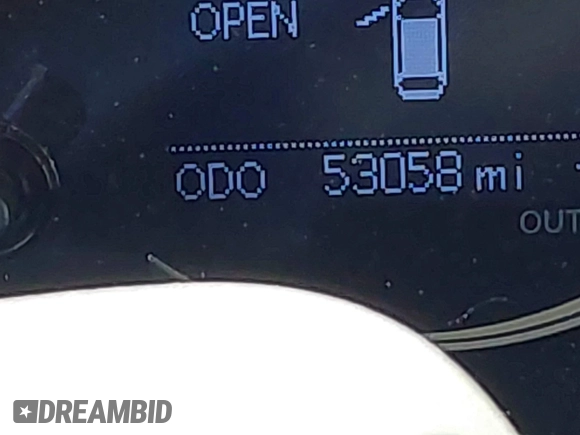 OPEN
ODO 53058 mi
OUT
DREAMBID